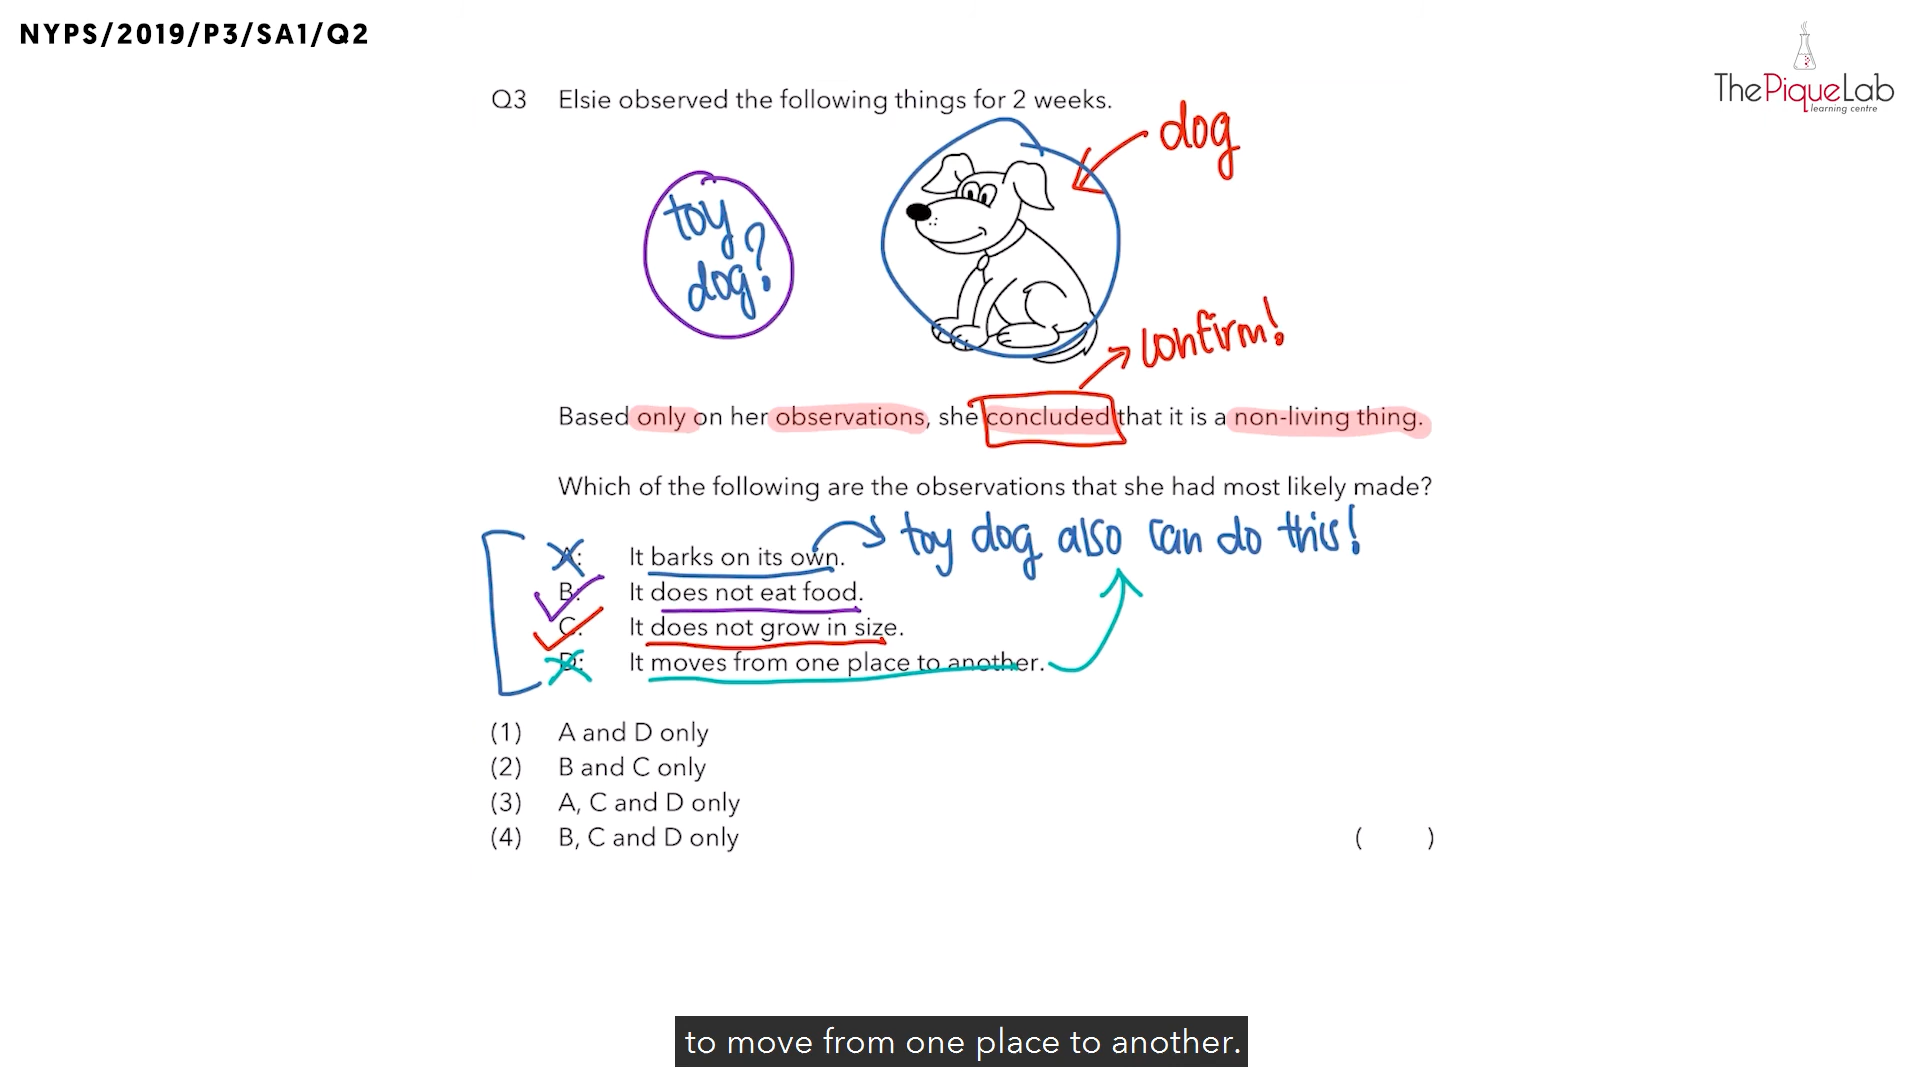 NYPS/2019/P3/SA1/Q2
ThePiqueLab
learning centre
Q3 Elsie observed the following things for 2 weeks.
dog
toy
dog?
confirm!
Based only on her observations, she concluded that it is a non-living thing.
Which of the following are the observations that she had most likely made?
toy dog also can do this!
A: It barks on its own.
B: It does not eat food.
C: It does not grow in size.
D: It moves from one place to another.
(1) A and D only
(2) B and C only
(3) A, C and D only
(4) B, C and D only ( )
to move from one place to another.